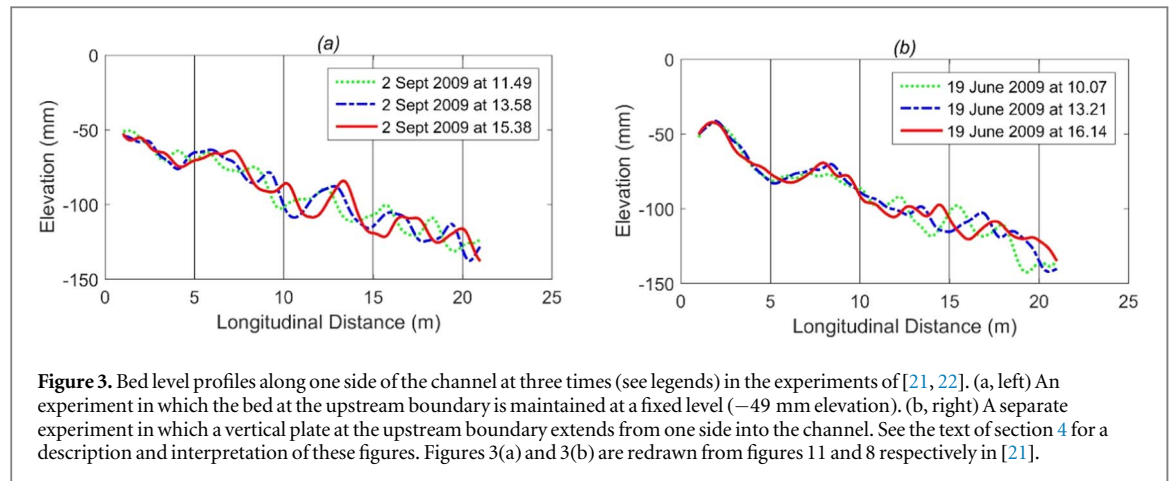 (a)
0
-50
-100
-150
Elevation (mm)
2 Sept 2009 at 11.49
2 Sept 2009 at 13.58
2 Sept 2009 at 15.38
0 5 10 15 20 25
Longitudinal Distance (m)
(b)
0
-50
-100
-150
Elevation (mm)
19 June 2009 at 10.07
19 June 2009 at 13.21
19 June 2009 at 16.14
0 5 10 15 20 25
Longitudinal Distance (m)
Figure 3. Bed level profiles along one side of the channel at three times (see legends) in the experiments of [21, 22]. (a, left) An
experiment in which the bed at the upstream boundary is maintained at a fixed level (−49 mm elevation). (b, right) A separate
experiment in which a vertical plate at the upstream boundary extends from one side into the channel. See the text of section 4 for a
description and interpretation of these figures. Figures 3(a) and 3(b) are redrawn from figures 11 and 8 respectively in [21].